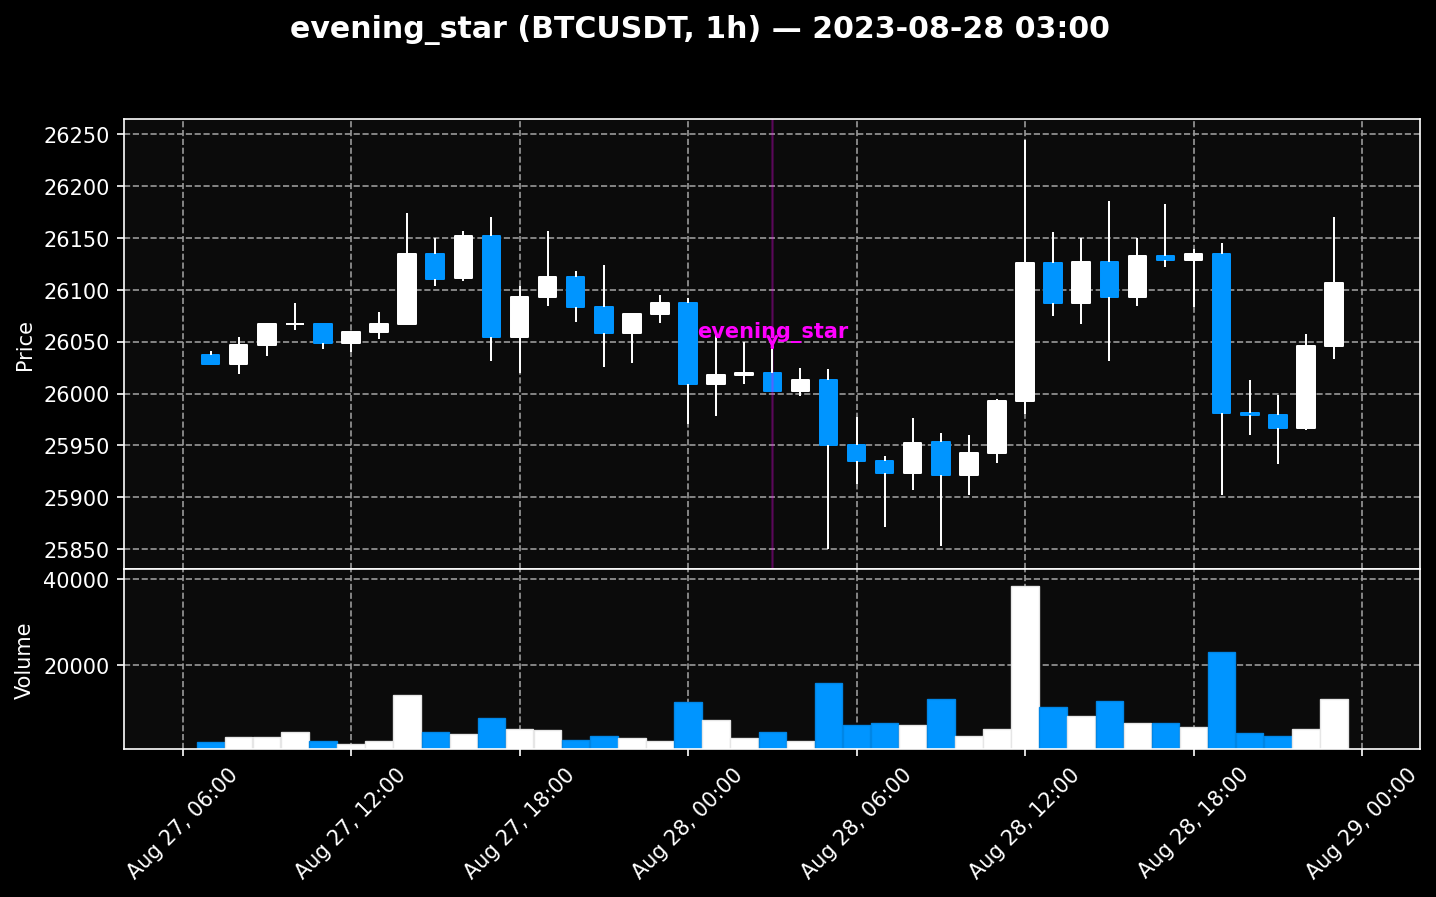 evening_star (BTCUSDT, 1h) — 2023-08-28 03:00
26250
26200
26150
26100
26050
26000
25950
25900
25850
Price
evening_star
40000
20000
Volume
Aug 27, 06:00
Aug 27, 12:00
Aug 27, 18:00
Aug 28, 00:00
Aug 28, 06:00
Aug 28, 12:00
Aug 28, 18:00
Aug 29, 00:00